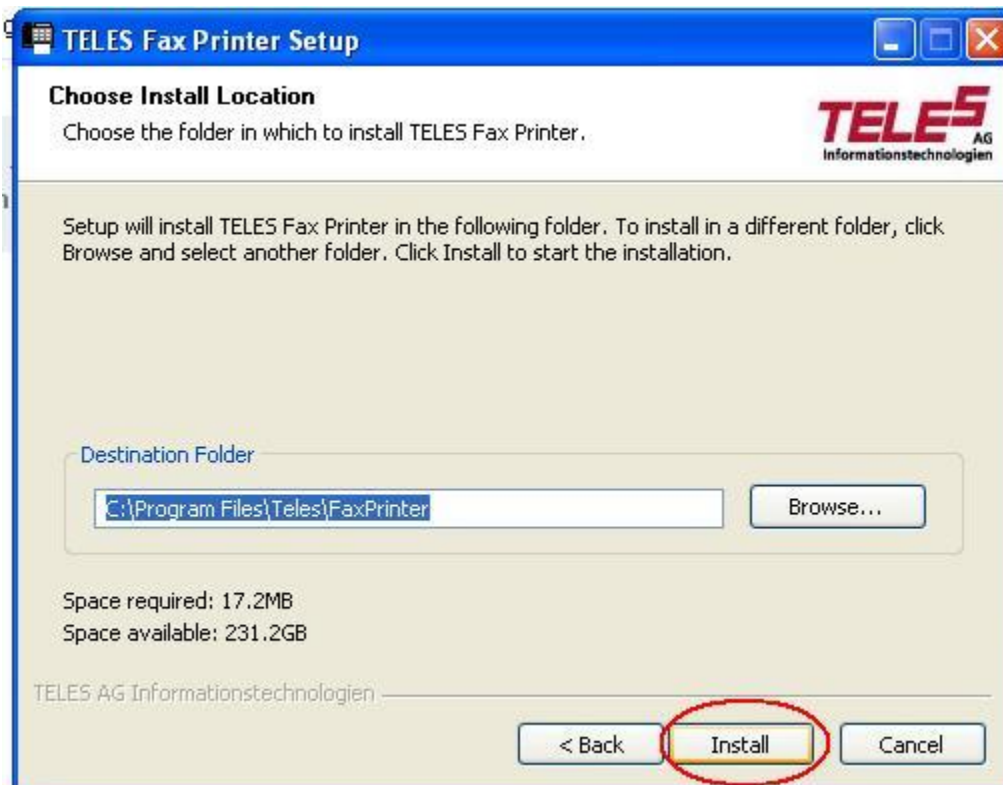 TELES Fax Printer Setup
Choose Install Location
Choose the folder in which to install TELES Fax Printer.
TELES AG
Informationstechnologien
Setup will install TELES Fax Printer in the following folder. To install in a different folder, click
Browse and select another folder. Click Install to start the installation.
Destination Folder
C:\Program Files\Teles\FaxPrinter
Browse...
Space required: 17.2MB
Space available: 231.2GB
TELES AG Informationstechnologien
< Back
Install
Cancel